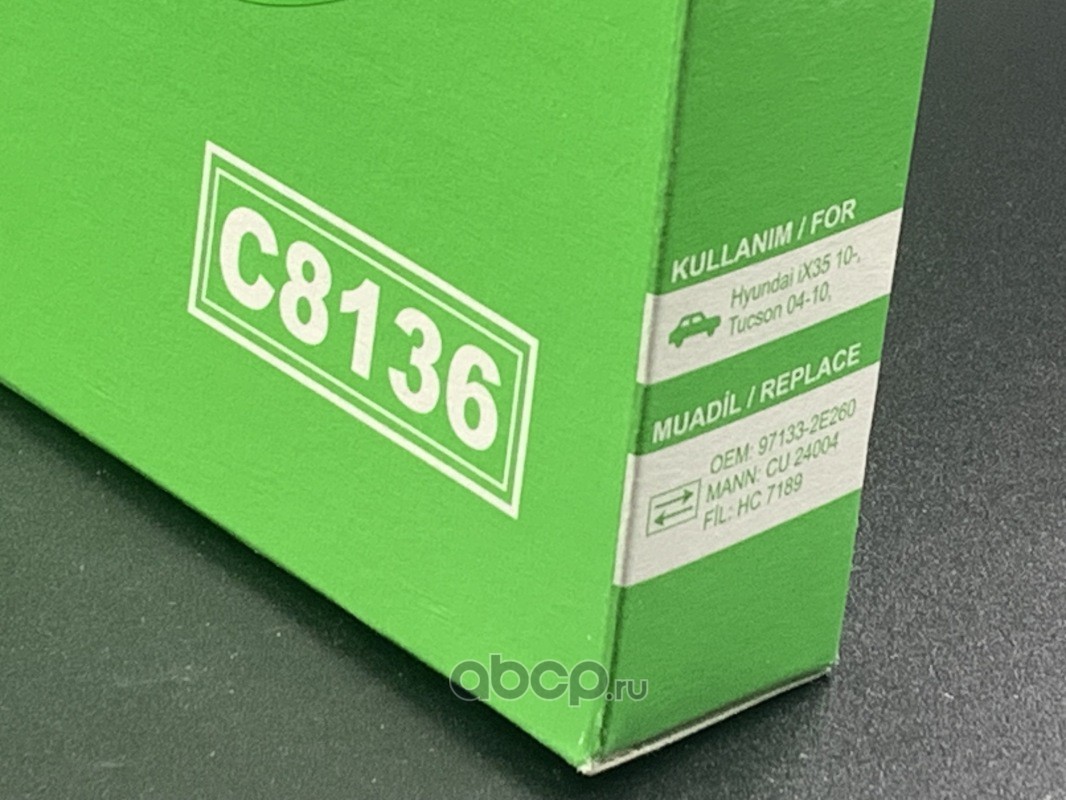 C8136
KULLANIM / FOR
Hyundai iX35 10-,
Tucson 04-10,
MUADİL / REPLACE
OEM: 97133-2E260
MANN: CU 24004
FİL: HC 7189
abcp.ru